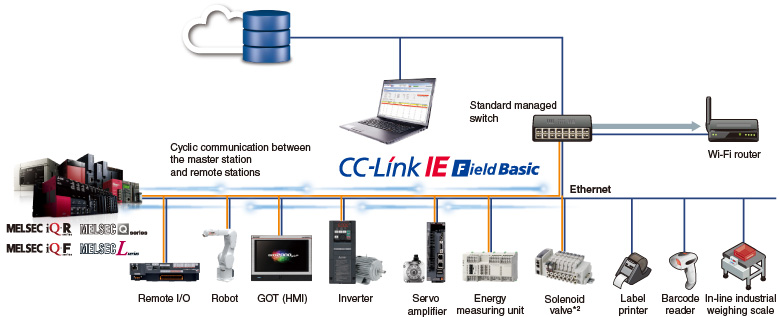 Standard managed
switch
Wi-Fi router
Cyclic communication between
the master station
and remote stations
CC-Link IE Field Basic
Ethernet
MELSEC iQ-R series
MELSEC Q series
MELSEC iQ-F series
MELSEC L series
Remote I/O
Robot
GOT (HMI)
Inverter
Servo
amplifier
Energy
measuring unit
Solenoid
valve*2
Label
printer
Barcode
reader
In-line industrial
weighing scale